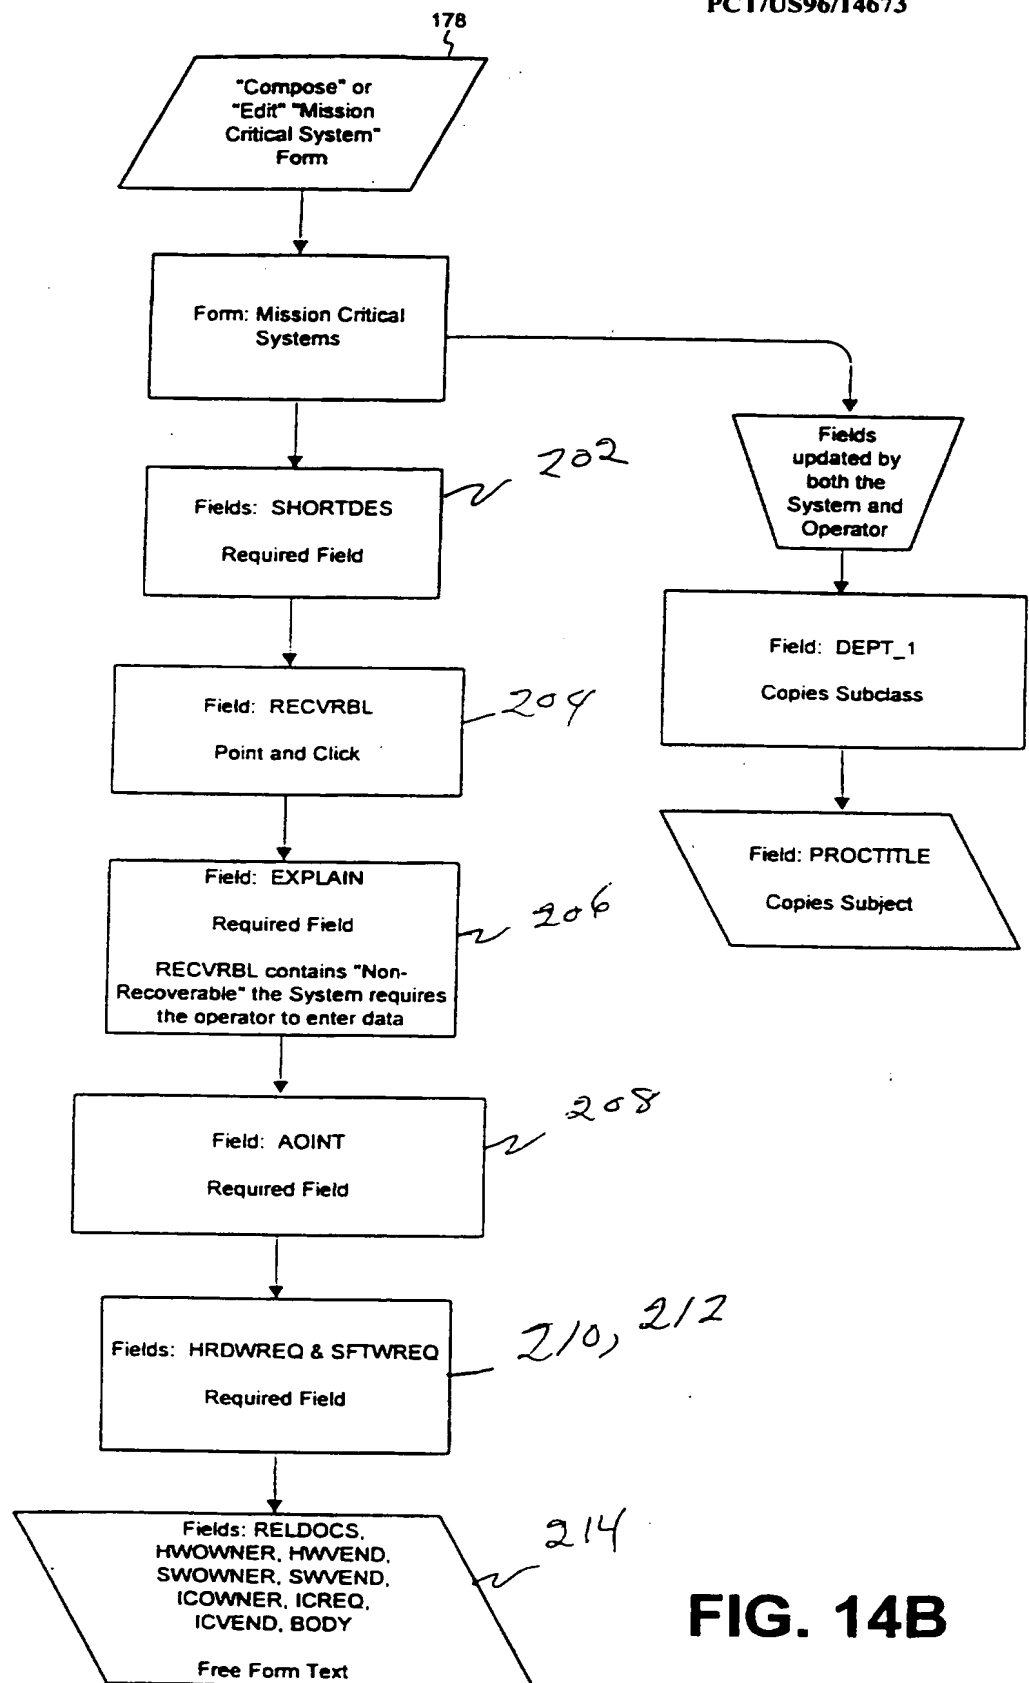 PCT/US96/14673
178
"Compose" or
"Edit" "Mission
Critical System"
Form
Form: Mission Critical
Systems
Fields: SHORTDES
Required Field
202
Field: RECVRBL
Point and Click
204
Field: EXPLAIN
Required Field
RECVRBL contains "Non-
Recoverable" the System requires
the operator to enter data
206
Field: AOINT
Required Field
208
Fields: HRDWREQ & SFTWREQ
Required Field
210, 212
Fields: RELDOCS,
HWOWNER, HWVEND,
SWOWNER, SWVEND,
ICOWNER, ICREQ,
ICVEND, BODY
Free Form Text
214
Fields
updated by
both the
System and
Operator
Field: DEPT_1
Copies Subclass
Field: PROCTITLE
Copies Subject
FIG. 14B